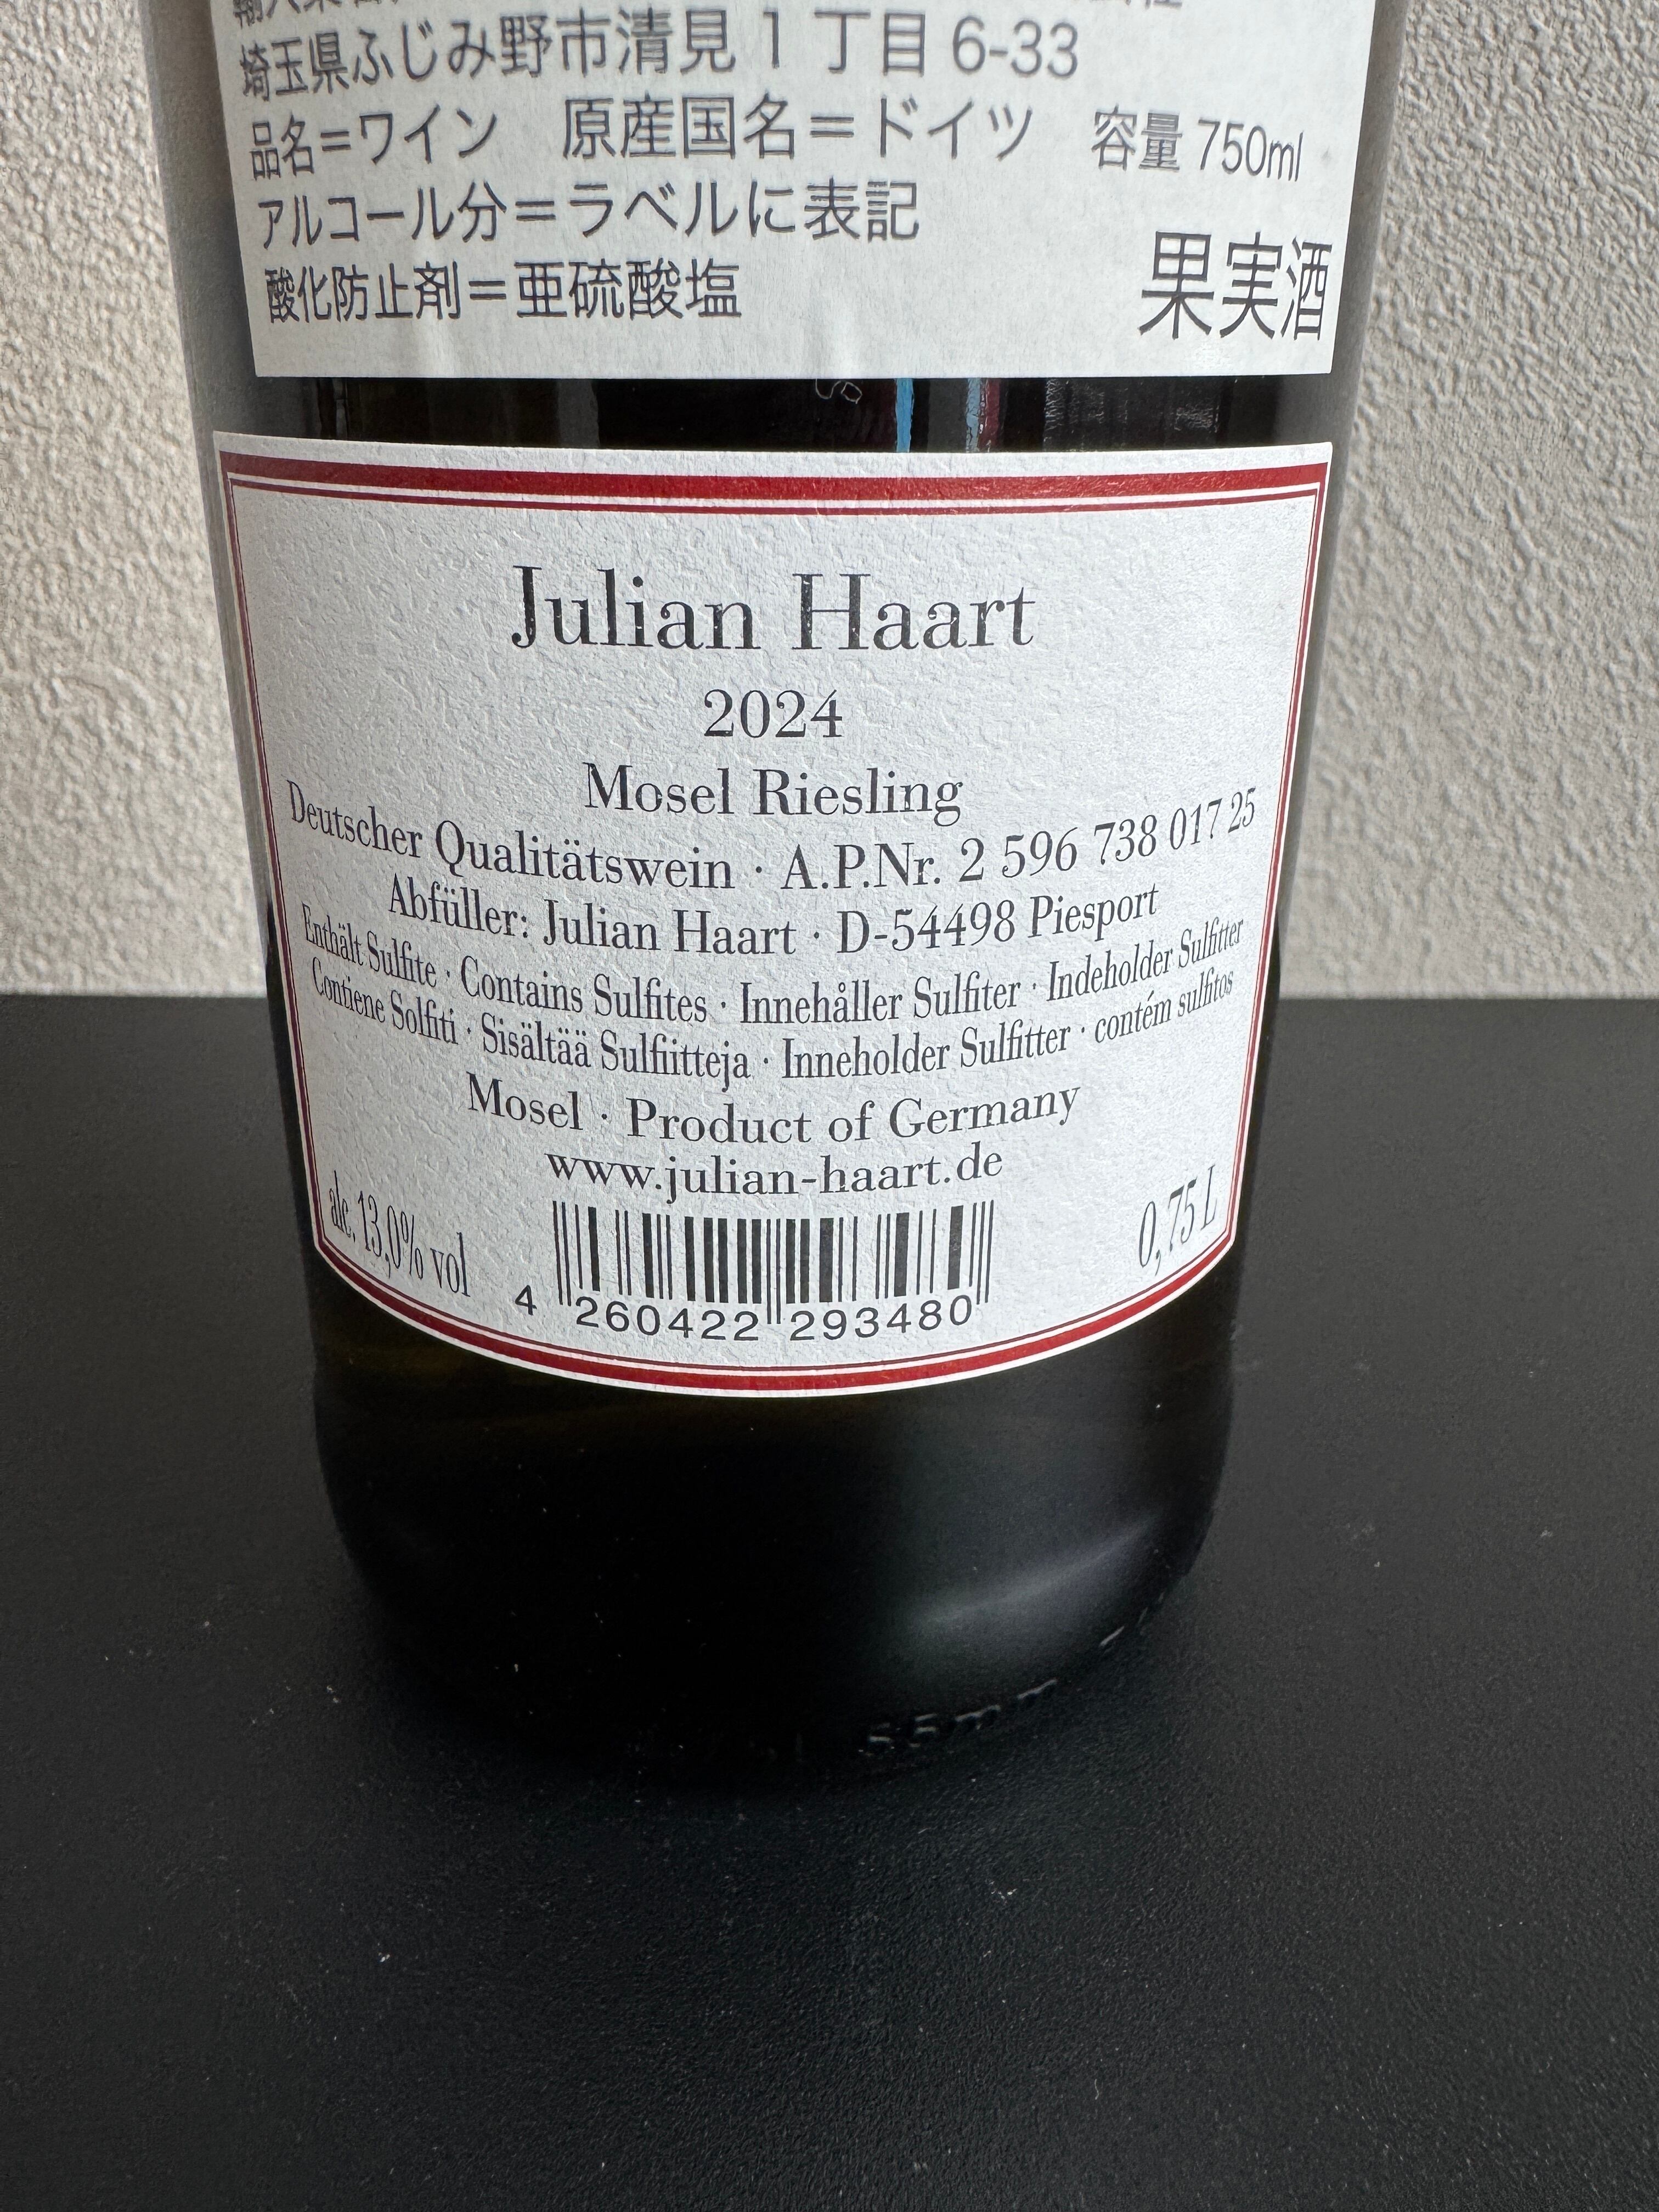 埼玉県ふじみ野市清見1丁目6-33
品名=ワイン 原産国名=ドイツ 容量 750ml
アルコール分=ラベルに表記
酸化防止剤=亜硫酸塩
果実酒
Julian Haart
2024
Mosel Riesling
Deutscher Qualitätswein · A.P.Nr. 2 596 738 017 25
Abfüller: Julian Haart · D-54498 Piesport
Enthält Sulfite · Contains Sulfites · Innehåller Sulfiter · Indeholder Sulfitter
Contiene Solfiti · Sisältää Sulfiitteja · Inneholder Sulfitter · contém sulfitos
Mosel · Product of Germany
www.julian-haart.de
alc. 13,0% vol
0,75 L
4 260422 293480